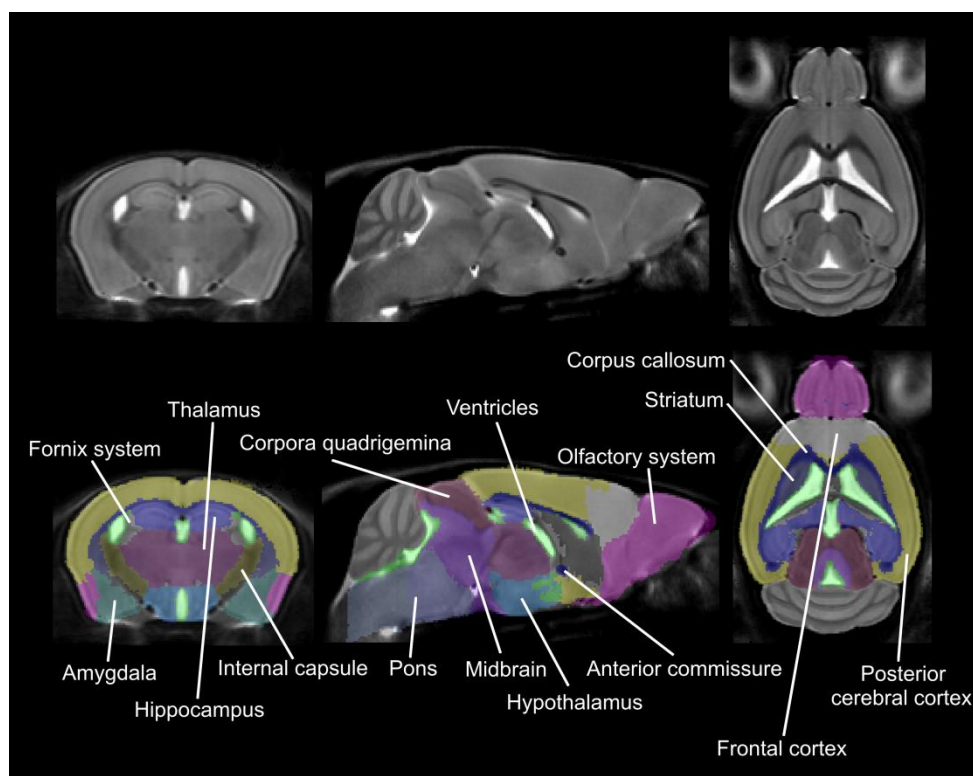 Corpus callosum
Thalamus
Ventricles
Striatum
Fornix system
Corpora quadrigemina
Olfactory system
Amygdala
Internal capsule
Pons
Midbrain
Anterior commissure
Posterior
cerebral cortex
Hippocampus
Hypothalamus
Frontal cortex